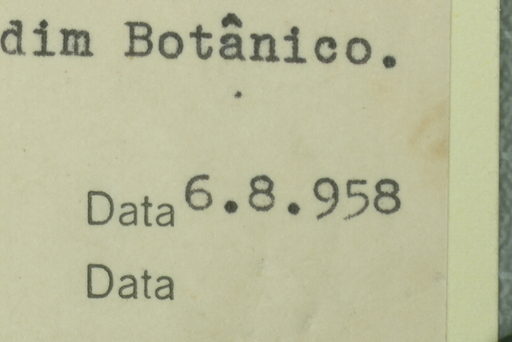 dim Botânico.
Data 6.8.958
Data